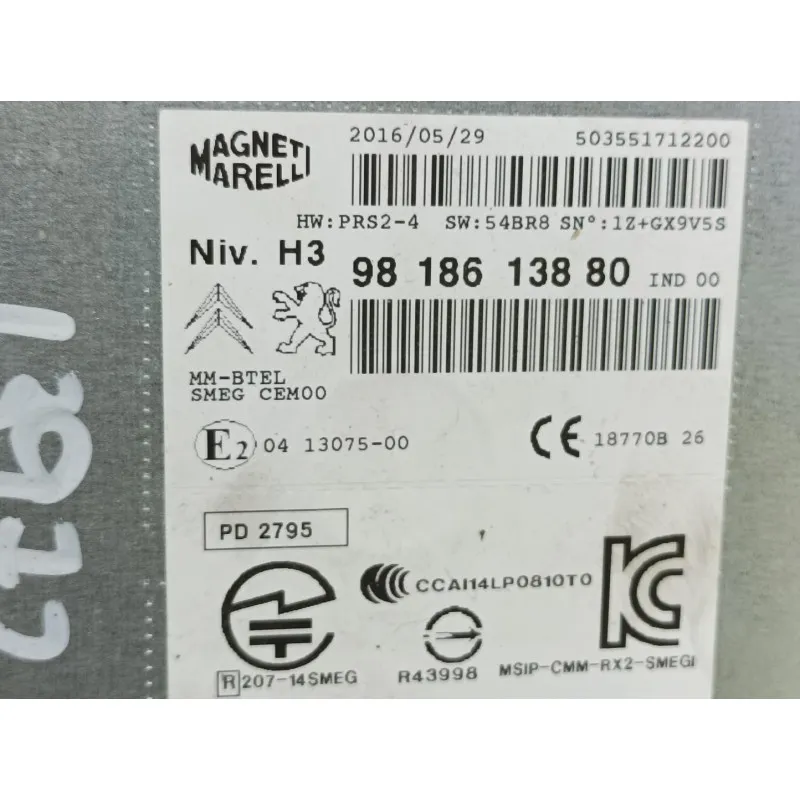 MAGNETI MARELLI
2016/05/29 503551712200
HW:PRS2-4 SW:54BR8 SN°:1Z+GX9V5S
Niv. H3
98 186 138 80 IND 00
MM-BTEL
SMEG CEM00
E2 04 13075-00
CE 18770B 26
PD 2795
CCAI14LP0810T0
R 207-14SMEG
R43998
MSIP-CMM-RX2-SMEGI